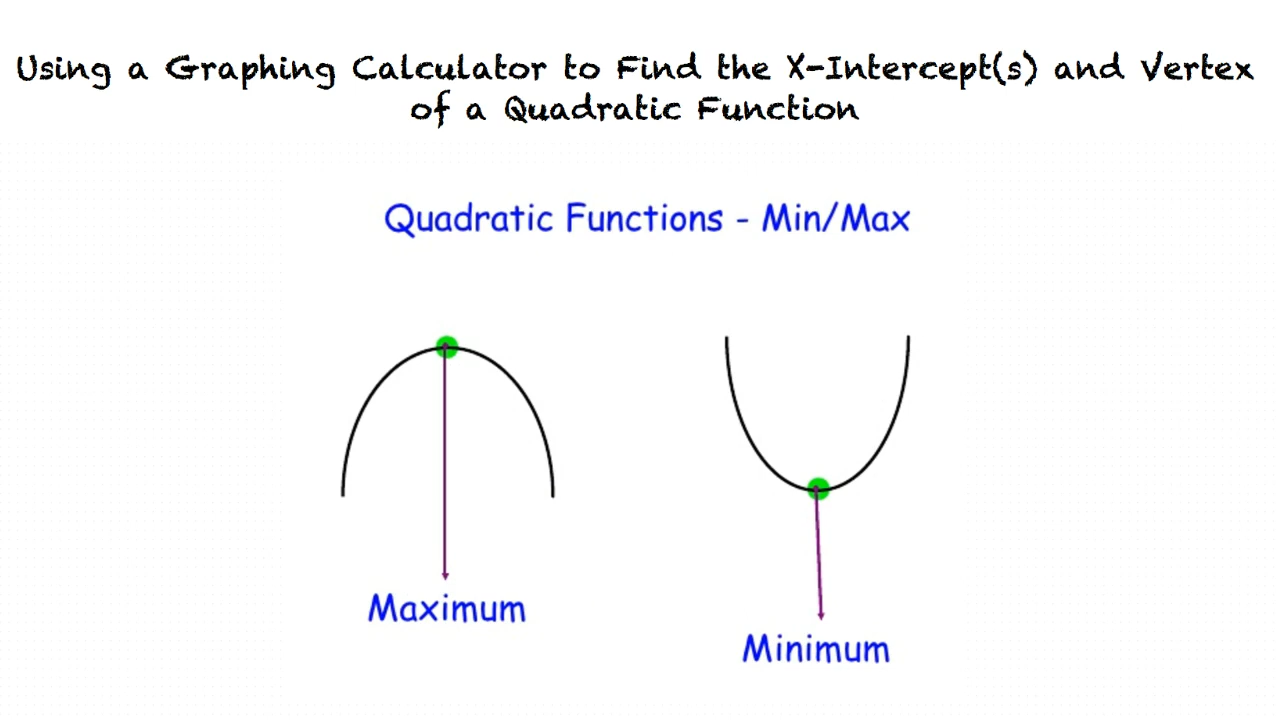 Using a Graphing Calculator to Find the X-Intercept(s) and Vertex
of a Quadratic Function
Quadratic Functions - Min/Max
Maximum
Minimum